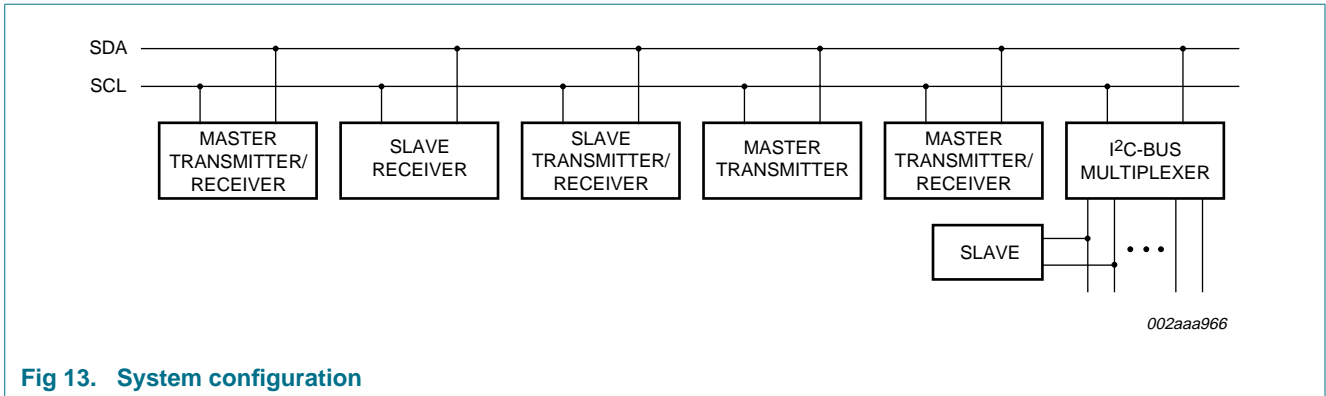 SDA
SCL
MASTER
TRANSMITTER/
RECEIVER
SLAVE
RECEIVER
SLAVE
TRANSMITTER/
RECEIVER
MASTER
TRANSMITTER
MASTER
TRANSMITTER/
RECEIVER
I²C-BUS
MULTIPLEXER
SLAVE
002aaa966
Fig 13. System configuration